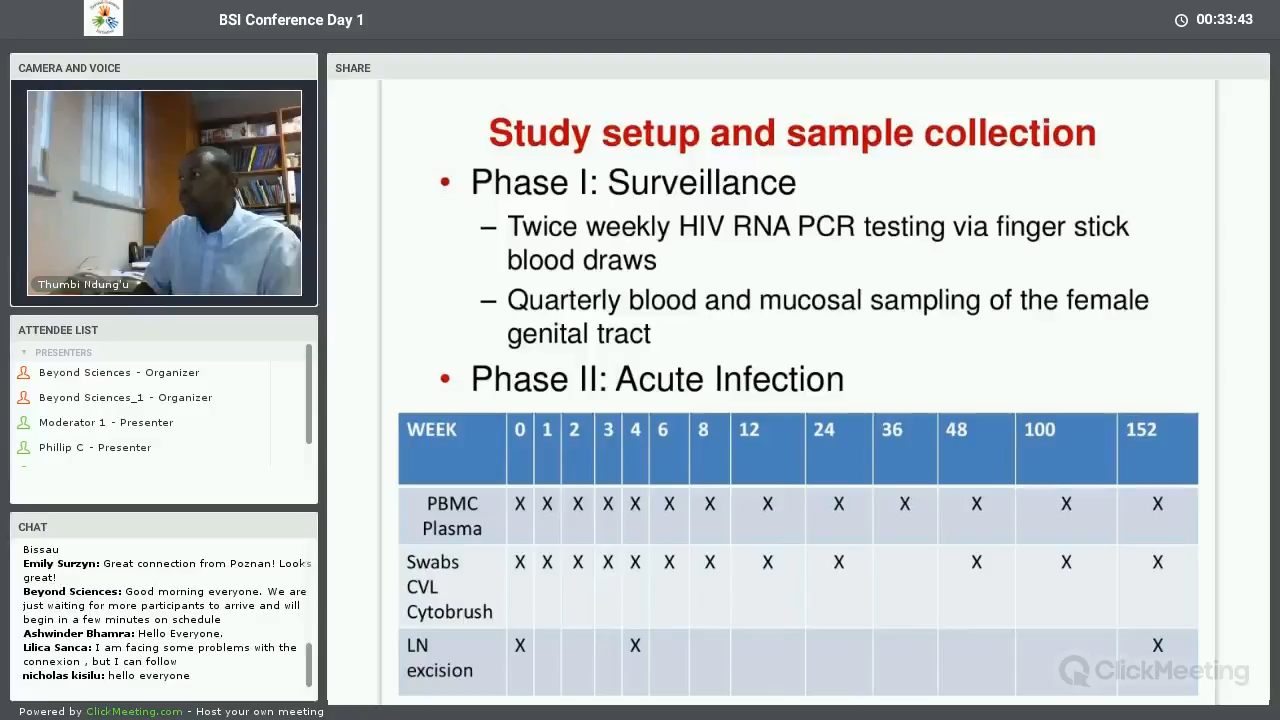 BSI Conference Day 1
00:33:43
CAMERA AND VOICE
Thumbi Ndung'u
ATTENDEE LIST
PRESENTERS
Beyond Sciences - Organizer
Beyond Sciences_1 - Organizer
Moderator 1 - Presenter
Phillip C - Presenter
CHAT
Bissau
Emily Surzyn: Great connection from Poznan! Looks
great!
Beyond Sciences: Good morning everyone. We are
just waiting for more participants to arrive and will
begin in a few minutes on schedule
Ashwinder Bhamra: Hello Everyone.
Lilica Sanca: I am facing some problems with the
connexion , but I can follow
nicholas kisilu: hello everyone
SHARE
Study setup and sample collection
• Phase I: Surveillance
– Twice weekly HIV RNA PCR testing via finger stick
blood draws
– Quarterly blood and mucosal sampling of the female
genital tract
• Phase II: Acute Infection
WEEK 0 1 2 3 4 6 8 12 24 36 48 100 152
PBMC X X X X X X X X X X X X X
Plasma
Swabs X X X X X X X X X X X X
CVL
Cytobrush
LN X X X
excision
ClickMeeting
Powered by ClickMeeting.com - Host your own meeting